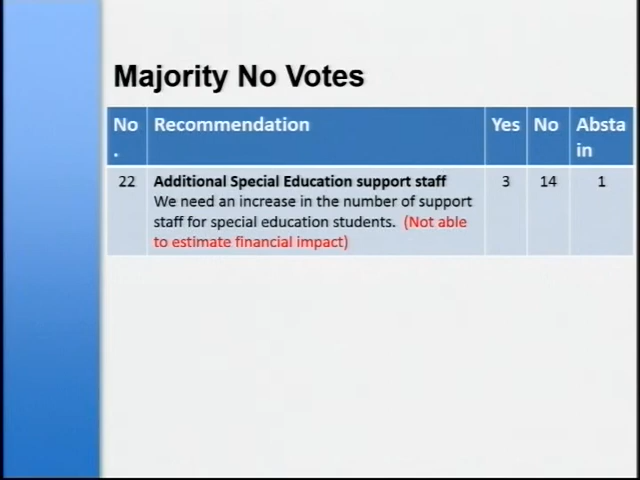 Majority No Votes
No Recommendation Yes No Absta
. in
22 Additional Special Education support staff 3 14 1
We need an increase in the number of support
staff for special education students. (Not able
to estimate financial impact)